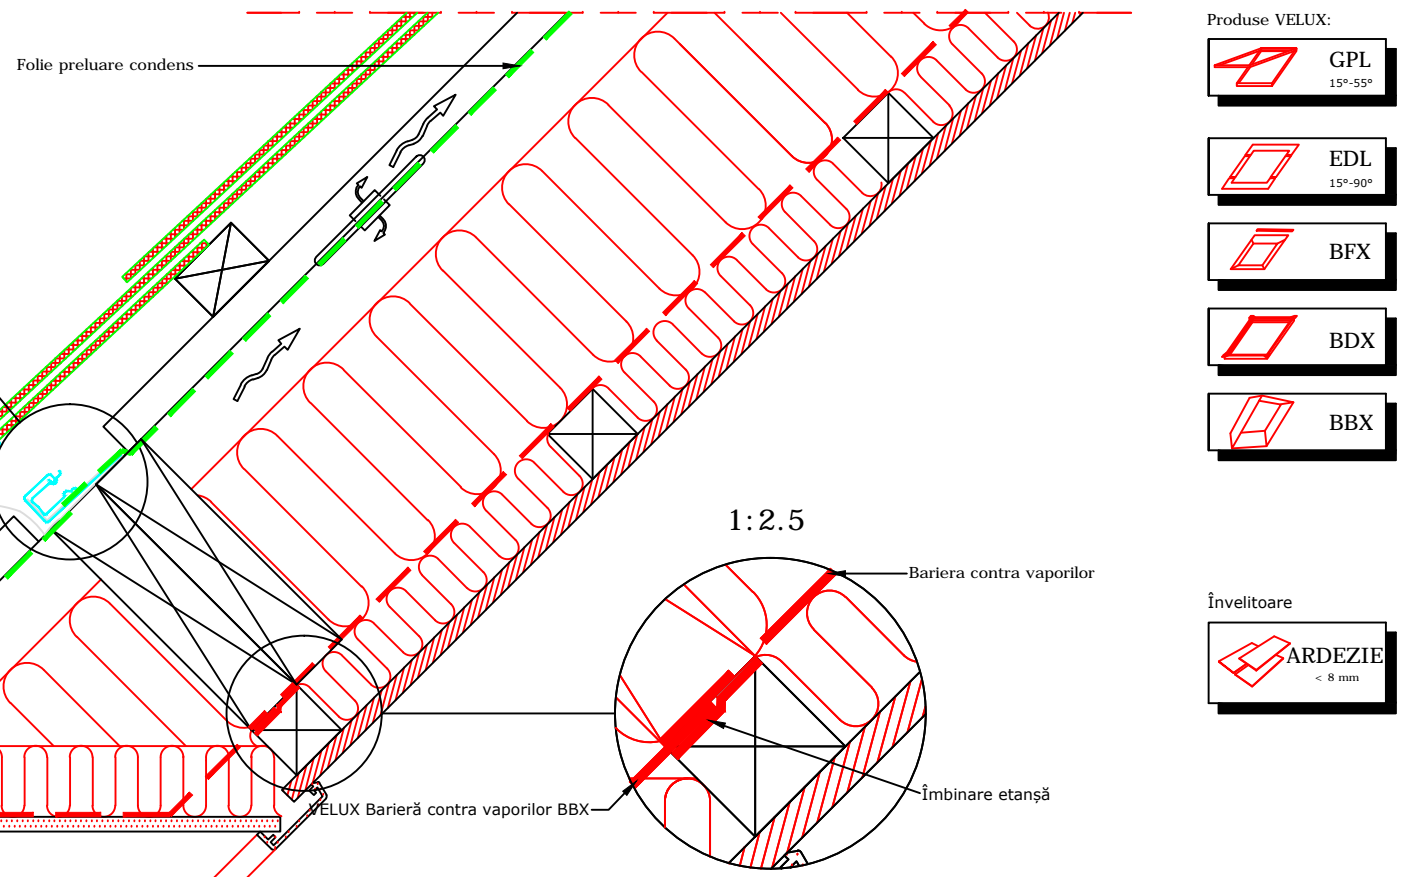 Folie preluare condens
1:2.5
Bariera contra vaporilor
Îmbinare etanșă
VELUX Barieră contra vaporilor BBX
Produse VELUX:
GPL
15°-55°
EDL
15°-90°
BFX
BDX
BBX
Învelitoare
ARDEZIE
< 8 mm